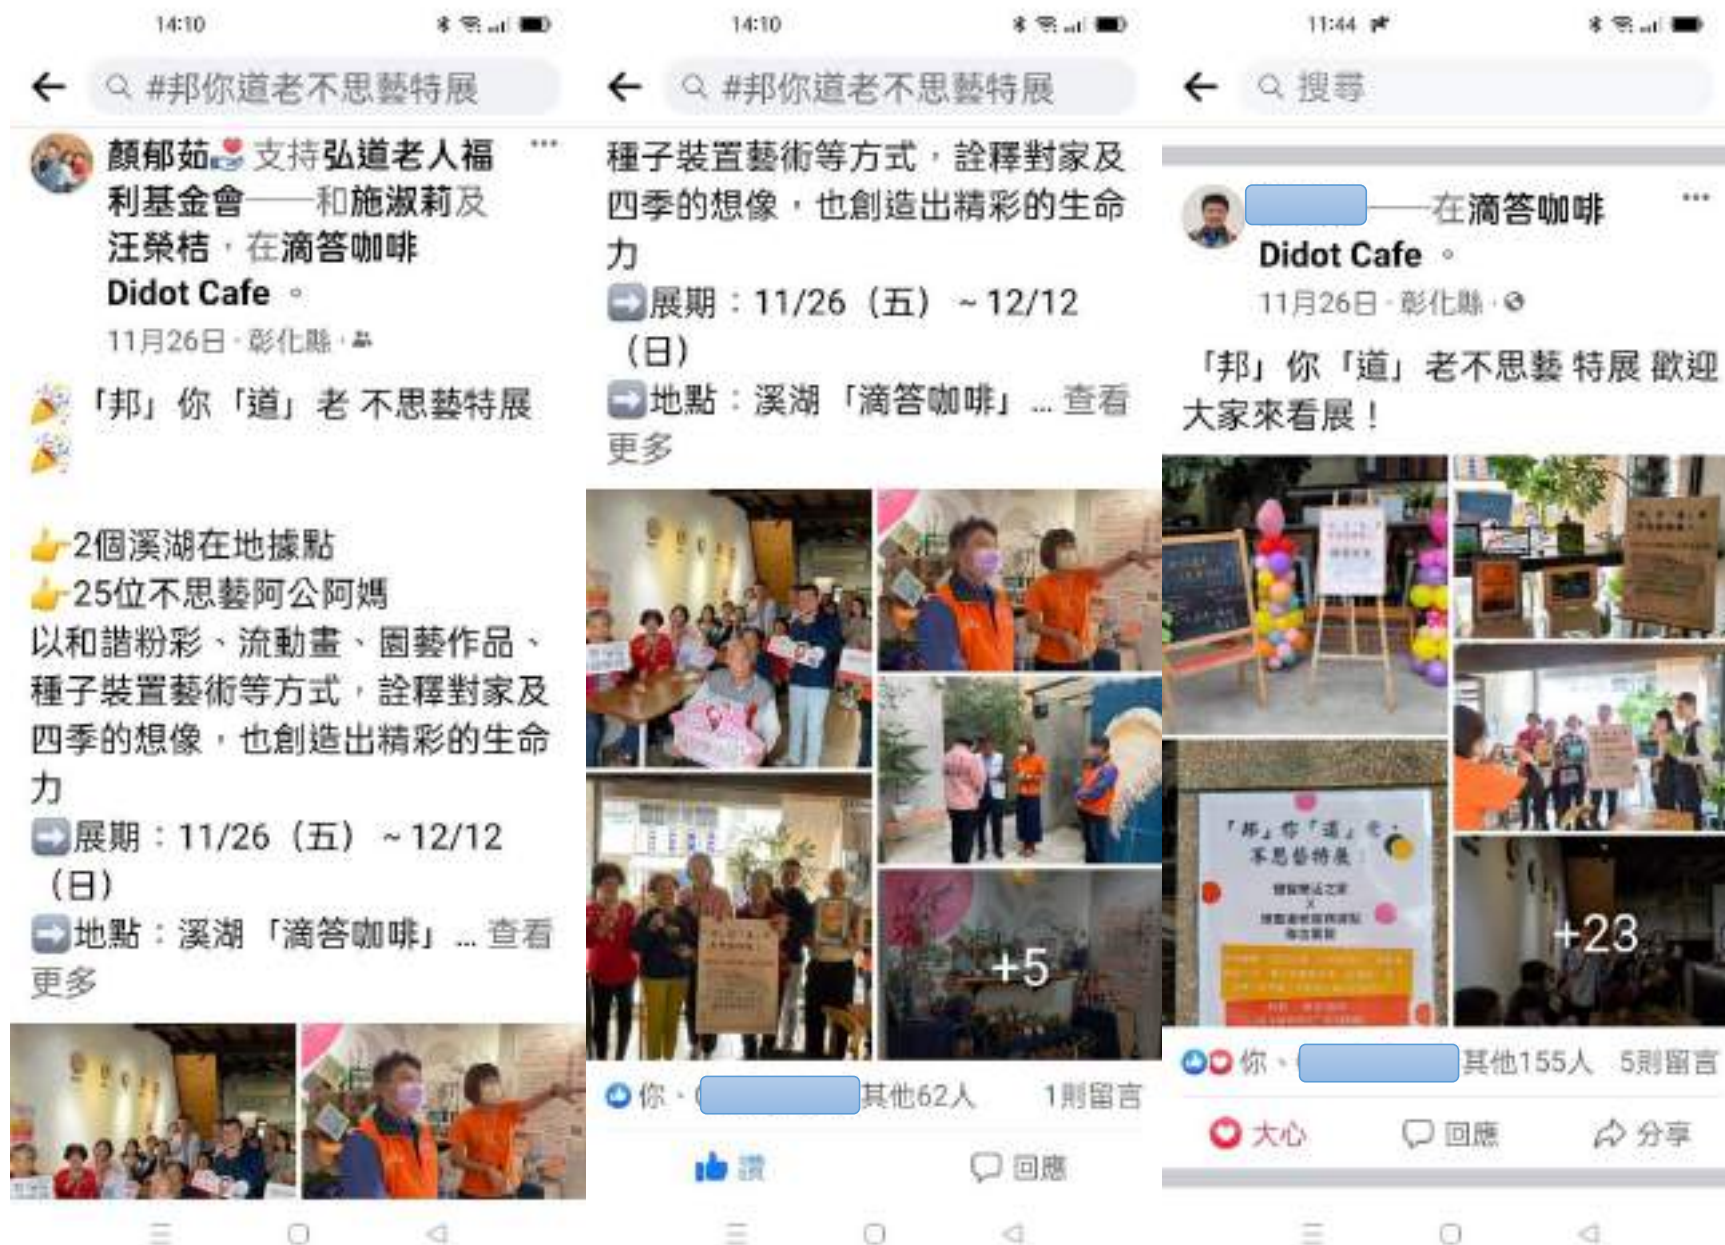 14:10
#邦你道老不思藝特展
顏郁茹 支持弘道老人福
利基金會——和施淑莉及
汪榮桔，在滴答咖啡
Didot Cafe 。
11月26日·彰化縣·
「邦」你「道」老 不思藝特展
2個溪湖在地據點
25位不思藝阿公阿媽
以和諧粉彩、流動畫、園藝作品、
種子裝置藝術等方式，詮釋對家及
四季的想像，也創造出精彩的生命
力
展期：11/26（五）~ 12/12
（日）
地點：溪湖「滴答咖啡」... 查看
更多
14:10
#邦你道老不思藝特展
種子裝置藝術等方式，詮釋對家及
四季的想像，也創造出精彩的生命
力
展期：11/26（五）~ 12/12
（日）
地點：溪湖「滴答咖啡」... 查看
更多
+5
你、 其他62人 1則留言
讚 回應
11:44
搜尋
——在滴答咖啡
Didot Cafe 。
11月26日·彰化縣·
「邦」你「道」老不思藝 特展 歡迎
大家來看展！
「邦」你「道」老，
不思藝特展
+23
你、 其他155人 5則留言
大心 回應 分享